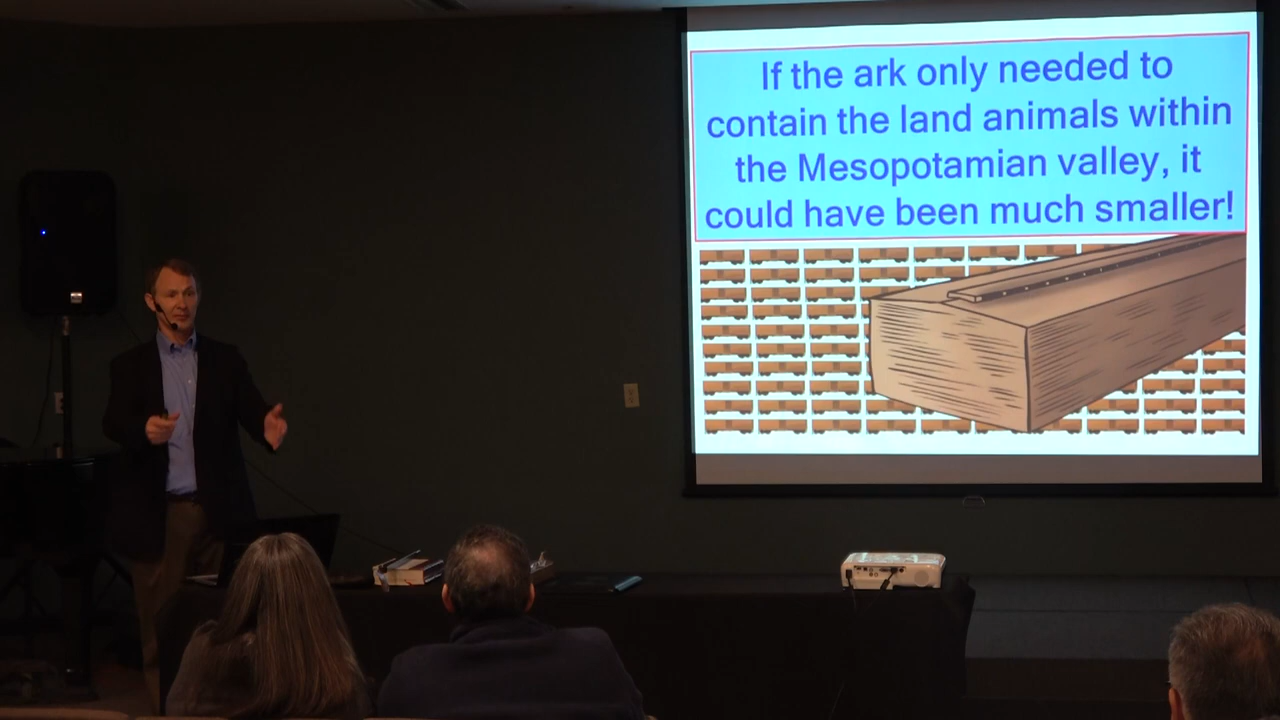 If the ark only needed to
contain the land animals within
the Mesopotamian valley, it
could have been much smaller!